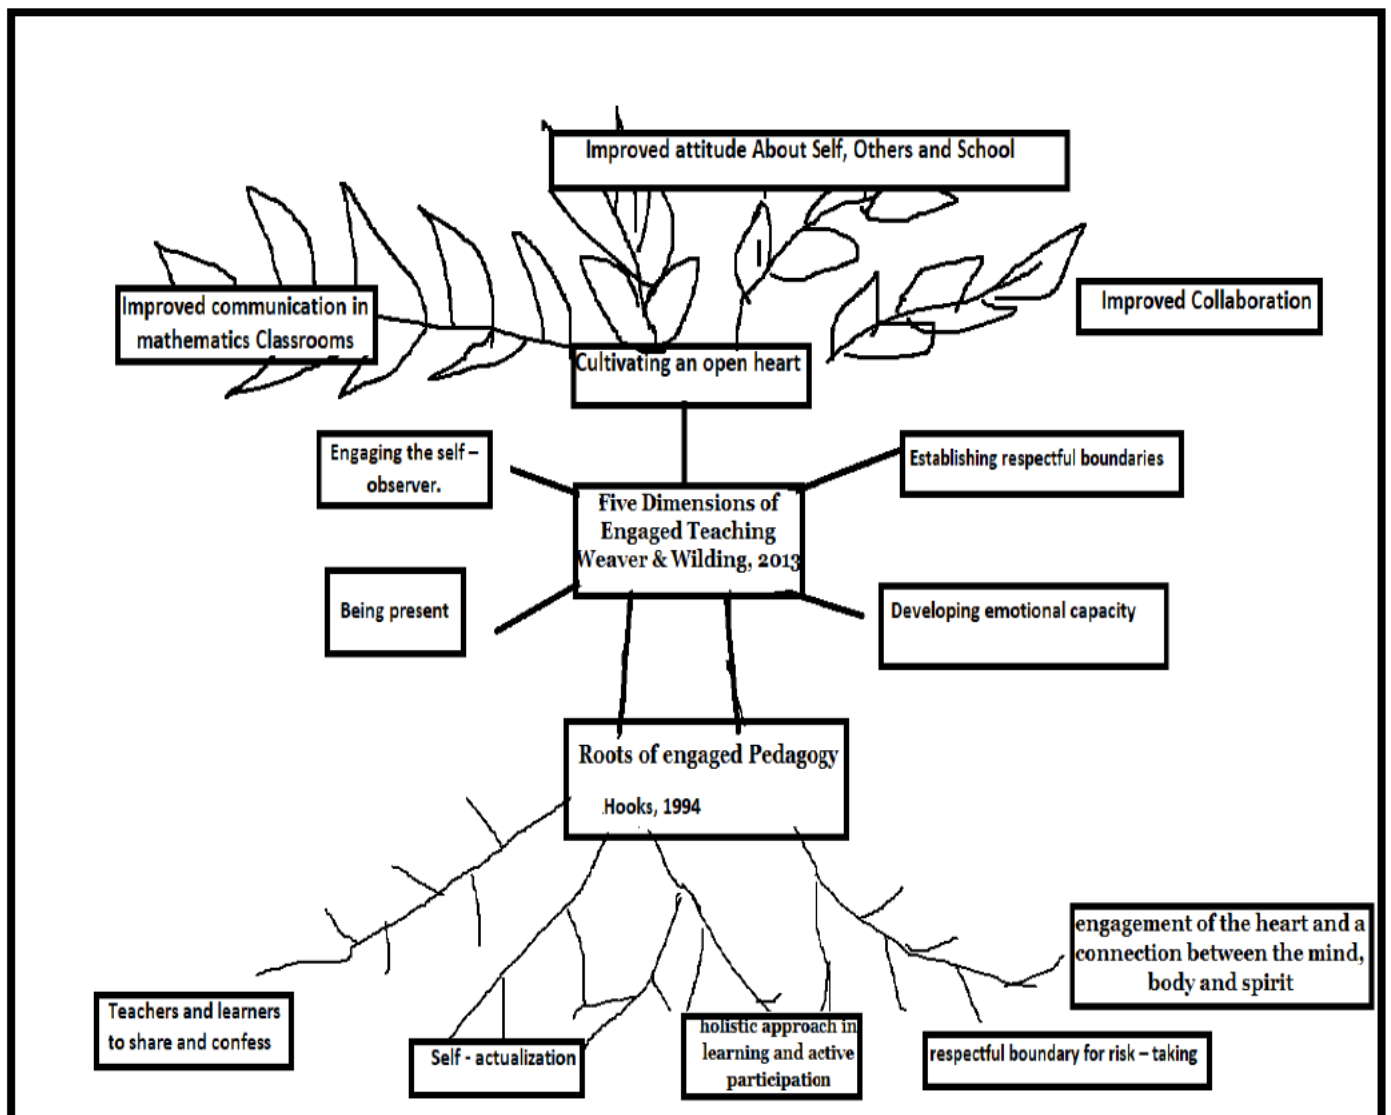 Improved attitude About Self, Others and School
Improved communication in
mathematics Classrooms
Improved Collaboration
Cultivating an open heart
Engaging the self –
observer.
Establishing respectful boundaries
Five Dimensions of
Engaged Teaching
Weaver & Wilding, 2013
Being present
Developing emotional capacity
Roots of engaged Pedagogy
.Hooks, 1994
engagement of the heart and a
connection between the mind,
body and spirit
Teachers and learners
to share and confess
Self - actualization
holistic approach in
learning and active
participation
respectful boundary for risk – taking